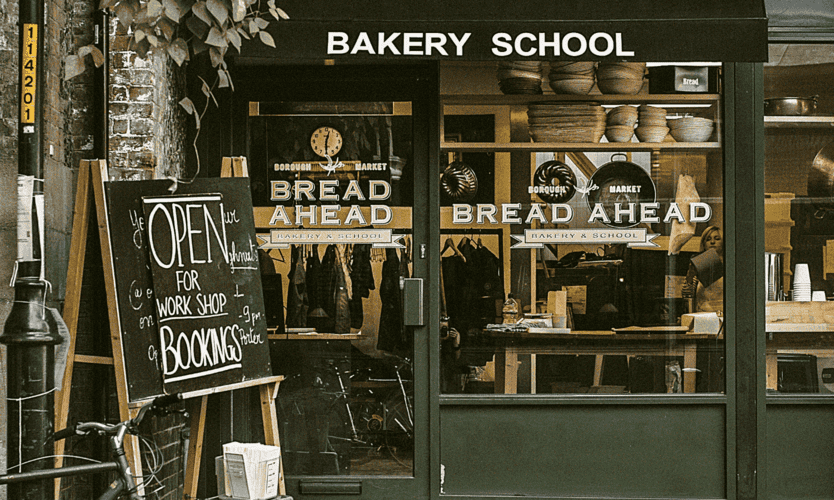 114201
BAKERY SCHOOL
Bread
BOROUGH MARKET
BREAD
AHEAD
BAKERY & SCHOOL
BOROUGH MARKET
BREAD AHEAD
BAKERY & SCHOOL
OPEN
FOR
WORK SHOP
BOOKINGS